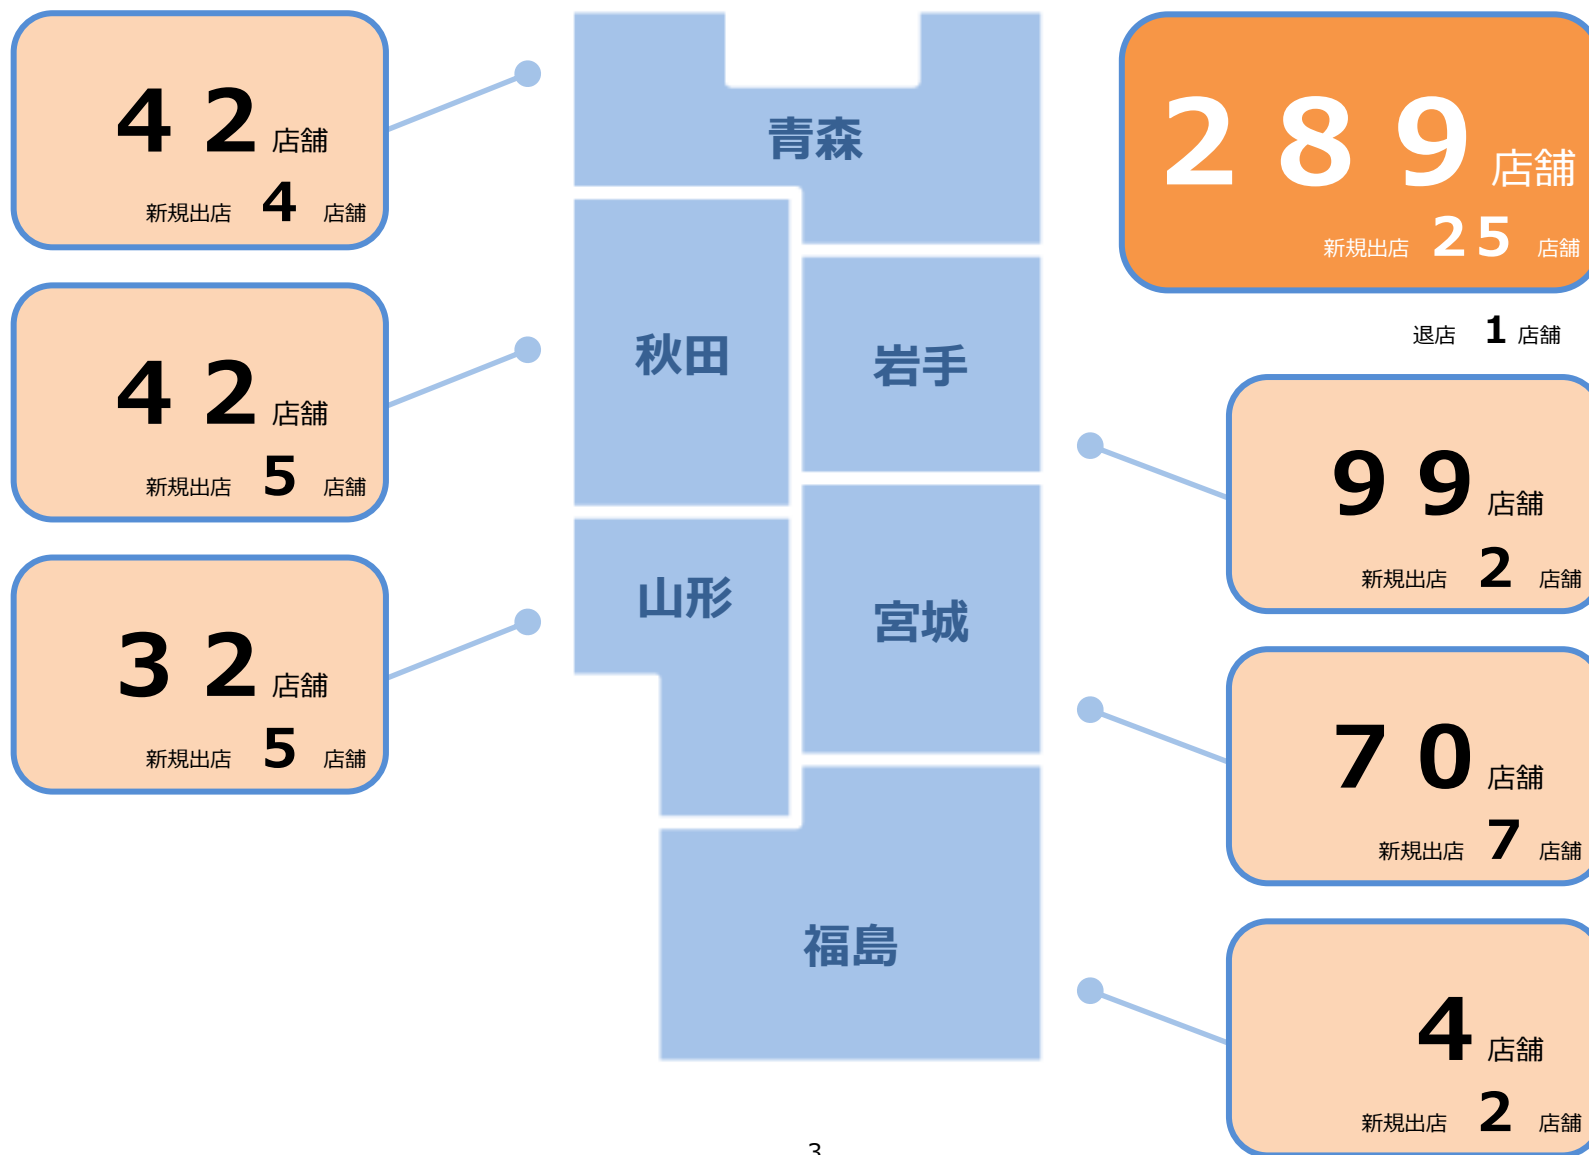 ４２店舗
新規出店 ４ 店舗
４２店舗
新規出店 ５ 店舗
３２店舗
新規出店 ５ 店舗
青森
秋田
岩手
山形
宮城
福島
２８９店舗
新規出店 ２５ 店舗
退店 1 店舗
９９店舗
新規出店 ２ 店舗
７０店舗
新規出店 ７ 店舗
４店舗
新規出店 ２ 店舗
3